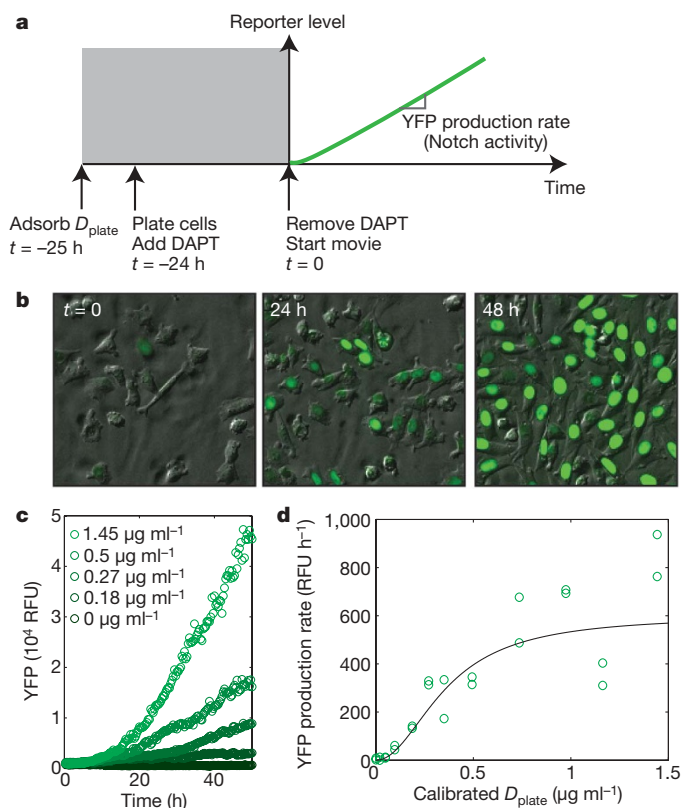 a
Reporter level
YFP production rate
(Notch activity)
Time
Adsorb Dplate
t = –25 h
Plate cells
Add DAPT
t = –24 h
Remove DAPT
Start movie
t = 0
b
t = 0
24 h
48 h
c
5
4
3
2
1
0
YFP (10⁴ RFU)
1.45 µg ml⁻¹
0.5 µg ml⁻¹
0.27 µg ml⁻¹
0.18 µg ml⁻¹
0 µg ml⁻¹
0 20 40
Time (h)
d
1,000
800
600
400
200
0
YFP production rate (RFU h⁻¹)
0 0.5 1 1.5
Calibrated Dplate (µg ml⁻¹)